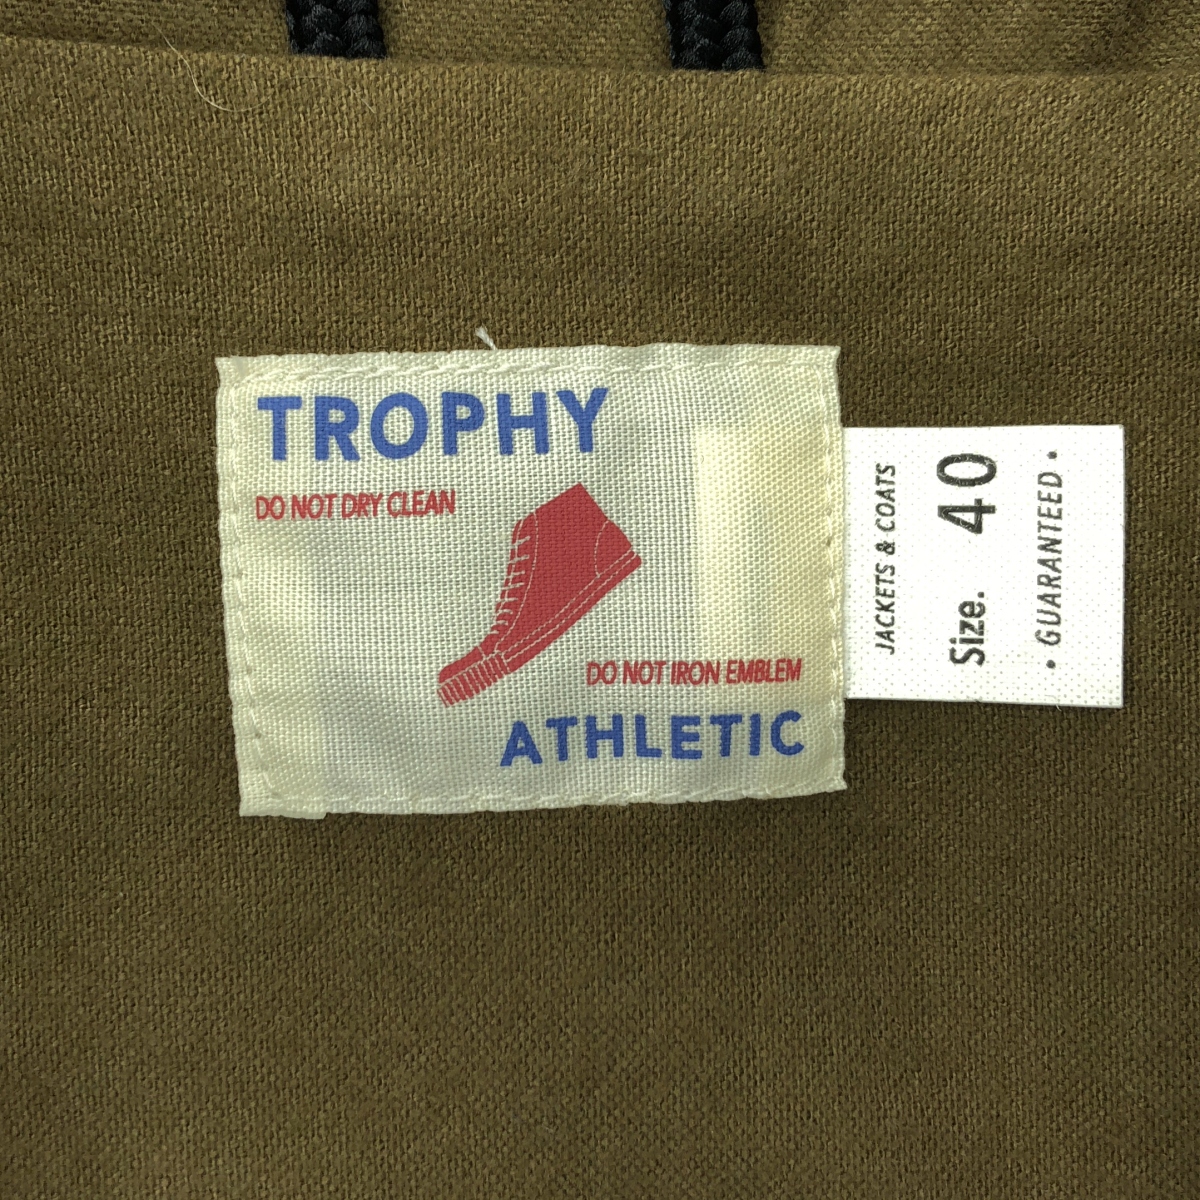 TROPHY
DO NOT DRY CLEAN
DO NOT IRON EMBLEM
ATHLETIC
JACKETS & COATS
Size. 40
• GUARANTEED •